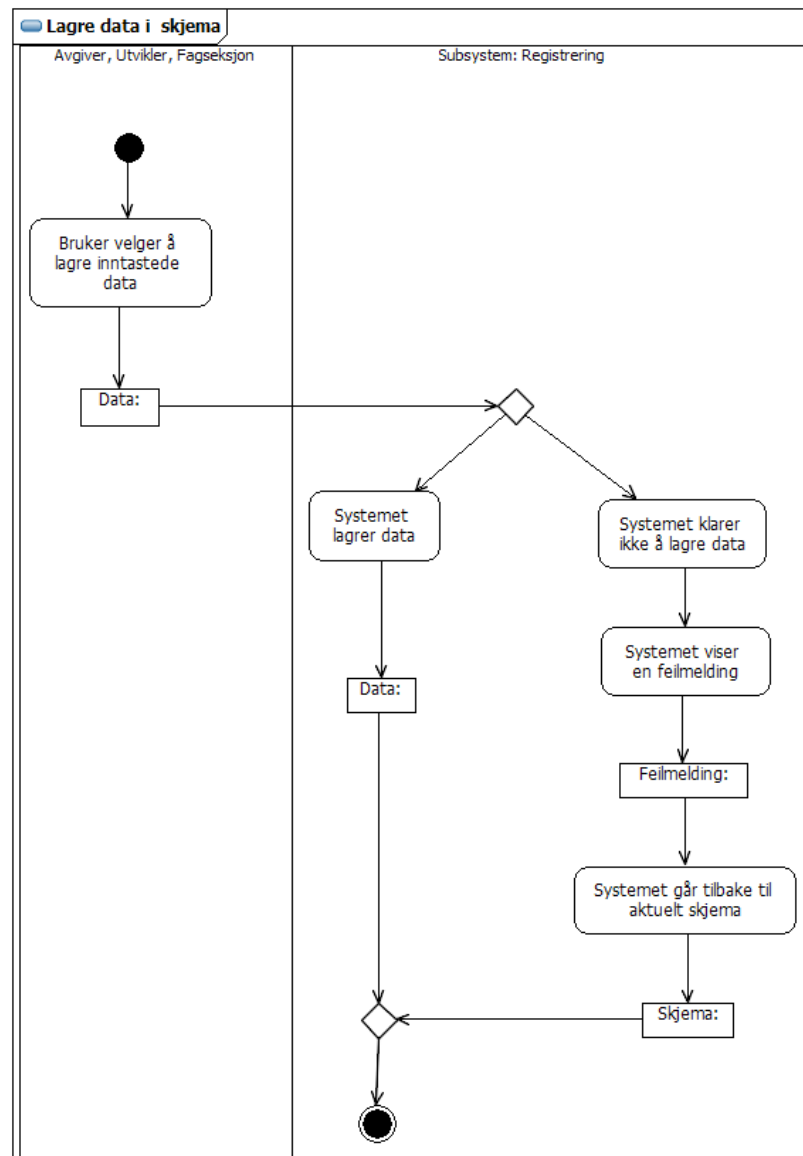 Lagre data i  skjema
Avgiver, Utvikler, Fagseksjon
Subsystem: Registrering
Bruker velger å
lagre inntastede
data
Data:
Systemet
lagrer data
Systemet klarer
ikke å lagre data
Systemet viser
en feilmelding
Data:
Feilmelding:
Systemet går tilbake til
aktuelt skjema
Skjema: